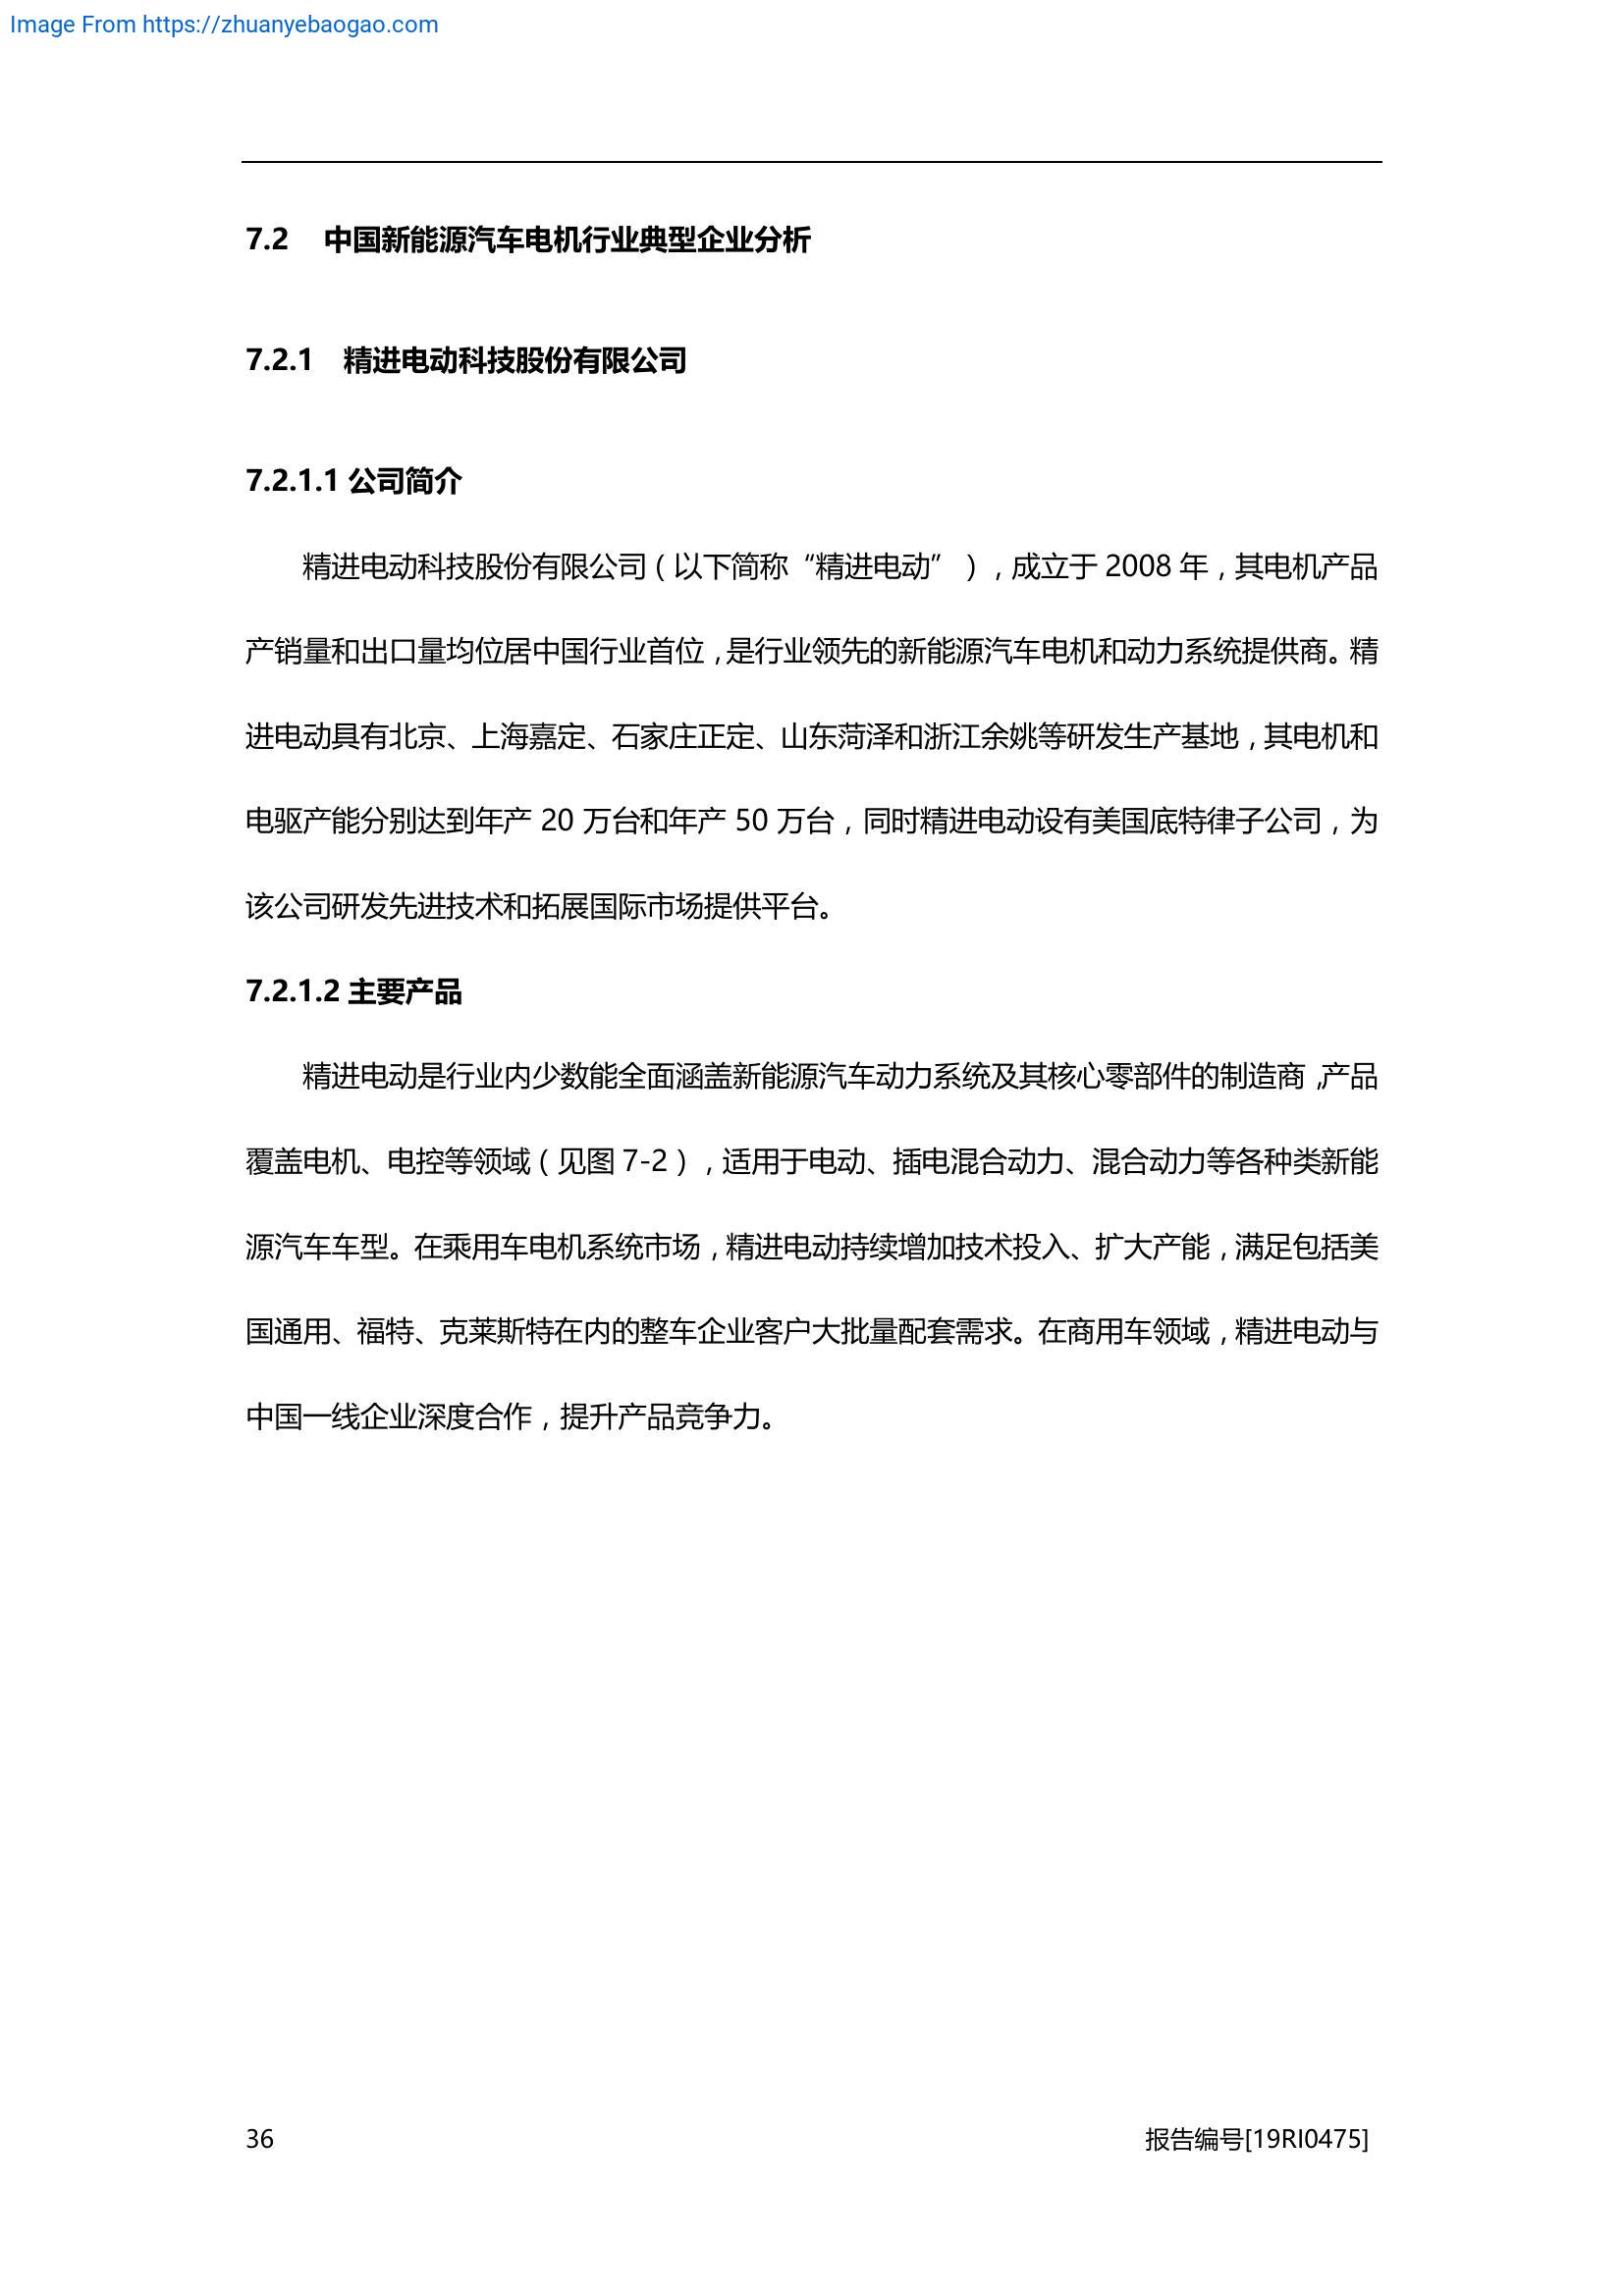 Image From https://zhuanyebaogao.com
7.2 中国新能源汽车电机行业典型企业分析
7.2.1 精进电动科技股份有限公司
7.2.1.1 公司简介
精进电动科技股份有限公司（以下简称“精进电动”），成立于 2008 年，其电机产品
产销量和出口量均位居中国行业首位，是行业领先的新能源汽车电机和动力系统提供商。精
进电动具有北京、上海嘉定、石家庄正定、山东菏泽和浙江余姚等研发生产基地，其电机和
电驱产能分别达到年产 20 万台和年产 50 万台，同时精进电动设有美国底特律子公司，为
该公司研发先进技术和拓展国际市场提供平台。
7.2.1.2 主要产品
精进电动是行业内少数能全面涵盖新能源汽车动力系统及其核心零部件的制造商，产品
覆盖电机、电控等领域（见图 7-2），适用于电动、插电混合动力、混合动力等各种类新能
源汽车车型。在乘用车电机系统市场，精进电动持续增加技术投入、扩大产能，满足包括美
国通用、福特、克莱斯特在内的整车企业客户大批量配套需求。在商用车领域，精进电动与
中国一线企业深度合作，提升产品竞争力。
36 报告编号[19RI0475]